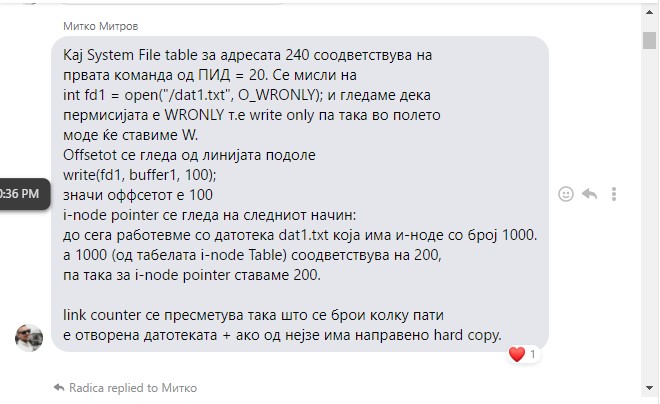 Митко Митров
Kaj System File table за адресата 240 соодветствува на
првата команда од ПИД = 20. Се мисли на
int fd1 = open("/dat1.txt", O_WRONLY); и гледаме дека
пермисијата е WRONLY т.е write only па така во полето
моде ќе ставиме W.
Offsetot се гледа од линијата подоле
write(fd1, buffer1, 100);
значи оффсетот е 100
i-node pointer се гледа на следниот начин:
до сега работевме со датотека dat1.txt која има и-ноде со број 1000.
а 1000 (од табелата i-node Table) соодветствува на 200,
па така за i-node pointer ставаме 200.
link counter се пресметува така што се брои колку пати
е отворена датотеката + ако од нејзе има направено hard copy.
0:36 PM
1
Radica replied to Митко